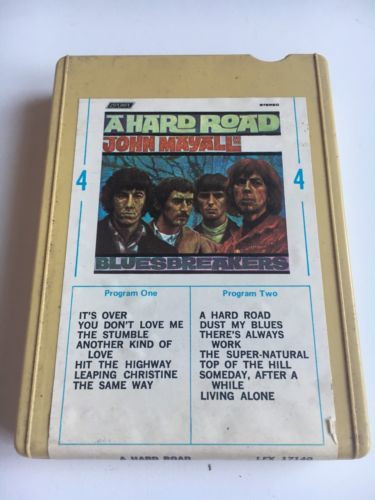 LONDON
STEREO
A HARD ROAD
JOHN MAYALL
BLUESBREAKERS
4
4
Program One
IT'S OVER
YOU DON'T LOVE ME
THE STUMBLE
ANOTHER KIND OF
LOVE
HIT THE HIGHWAY
LEAPING CHRISTINE
THE SAME WAY
Program Two
A HARD ROAD
DUST MY BLUES
THERE'S ALWAYS
WORK
THE SUPER-NATURAL
TOP OF THE HILL
SOMEDAY, AFTER A
WHILE
LIVING ALONE
A HARD ROAD